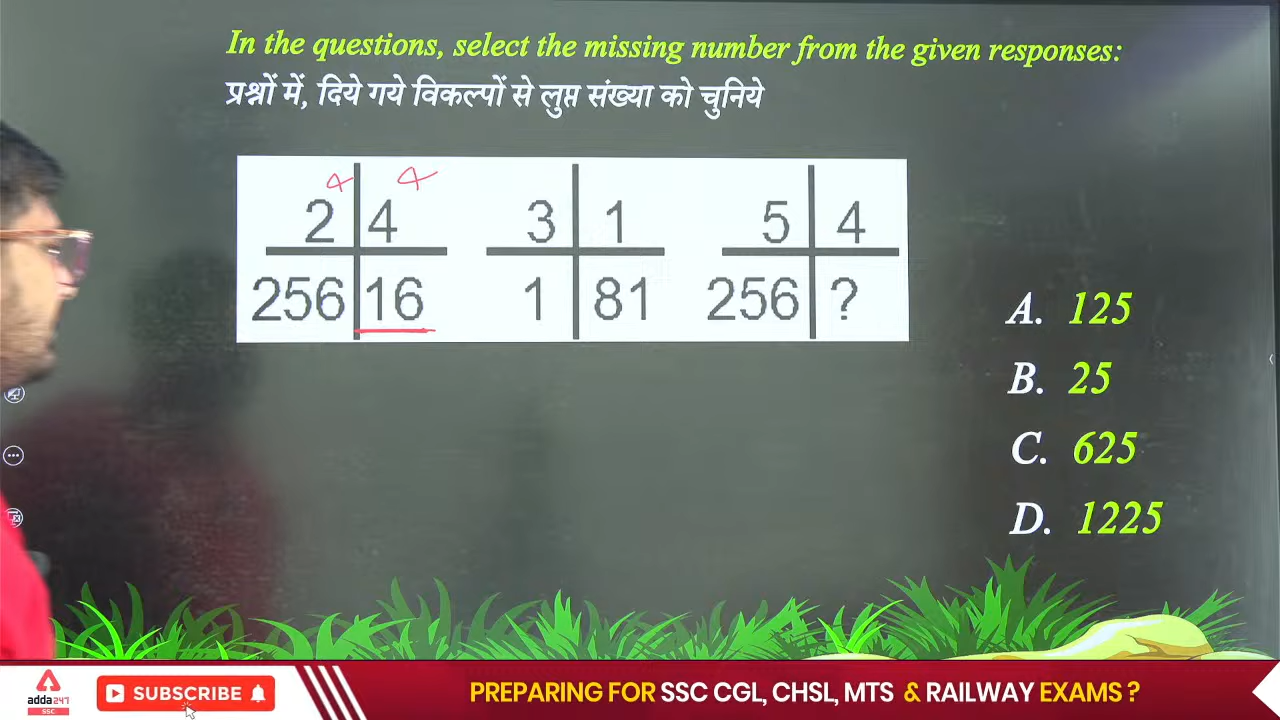 In the questions, select the missing number from the given responses:
प्रश्नों में, दिये गये विकल्पों से लुप्त संख्या को चुनिये
4 4
2 4 3 1 5 4
256 16 1 81 256 ?
A. 125
B. 25
C. 625
D. 1225
adda247
SSC
SUBSCRIBE
PREPARING FOR SSC CGL, CHSL, MTS & RAILWAY EXAMS ?